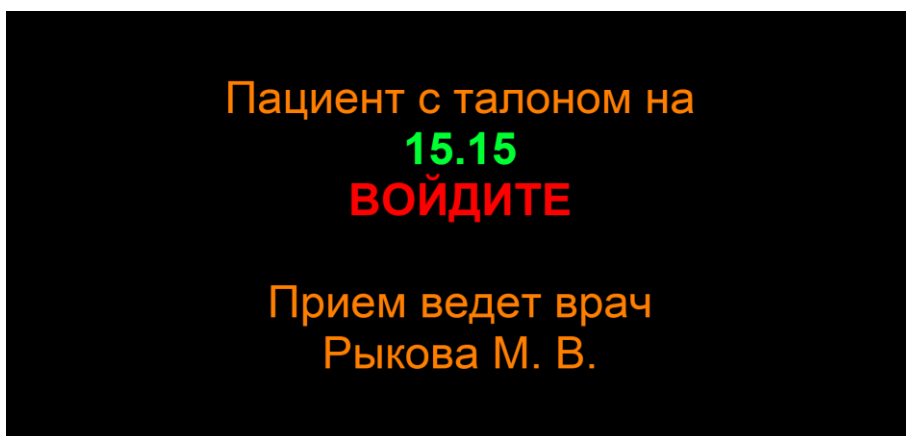 Пациент с талоном на
15.15
ВОЙДИТЕ
Прием ведет врач
Рыкова М. В.